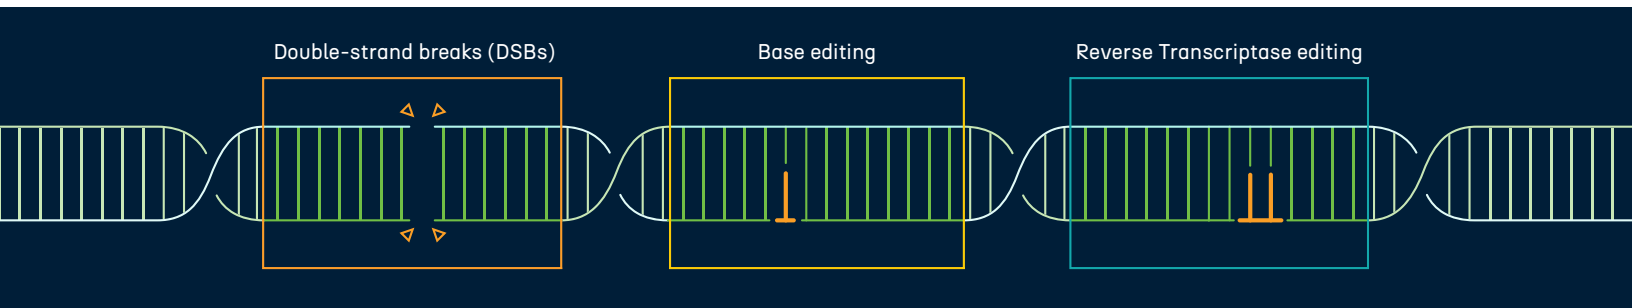 Double-strand breaks (DSBs)
Base editing
Reverse Transcriptase editing